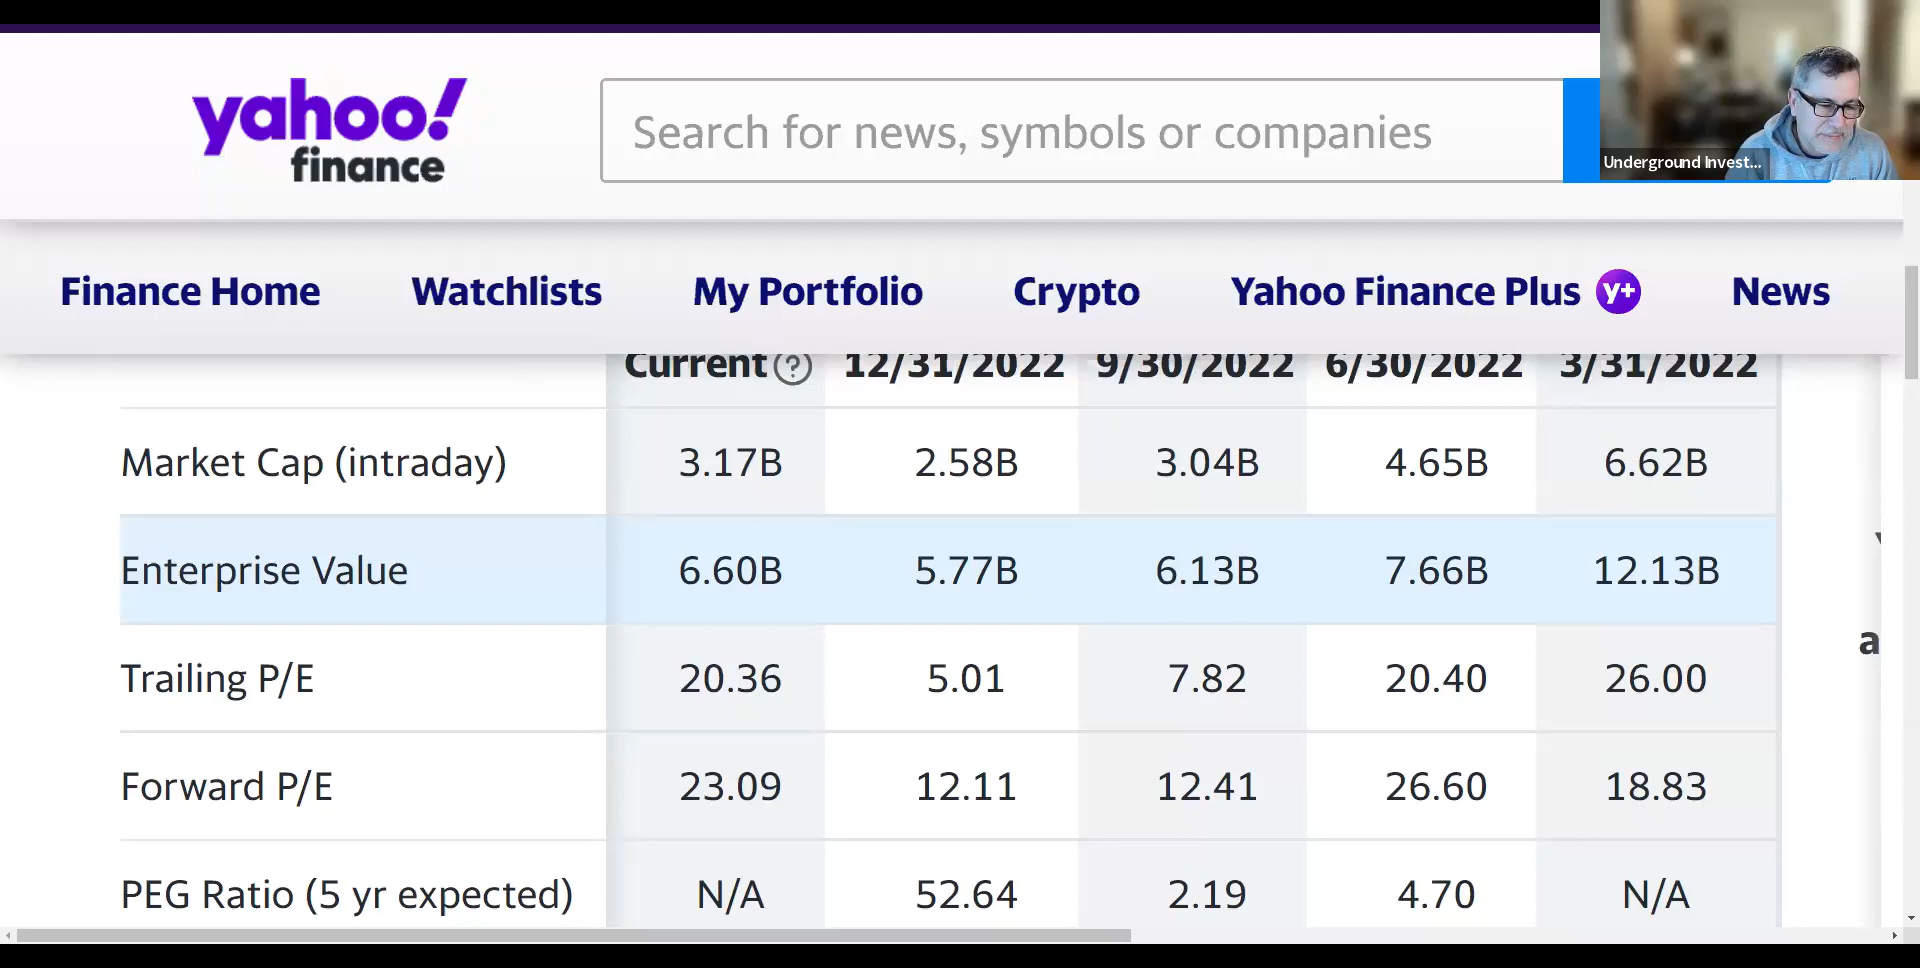 yahoo!
finance
Search for news, symbols or companies
Underground Invest...
Finance Home Watchlists My Portfolio Crypto Yahoo Finance Plus y+ News
Current ? 12/31/2022 9/30/2022 6/30/2022 3/31/2022
Market Cap (intraday) 3.17B 2.58B 3.04B 4.65B 6.62B
Enterprise Value 6.60B 5.77B 6.13B 7.66B 12.13B
a
Trailing P/E 20.36 5.01 7.82 20.40 26.00
Forward P/E 23.09 12.11 12.41 26.60 18.83
PEG Ratio (5 yr expected) N/A 52.64 2.19 4.70 N/A